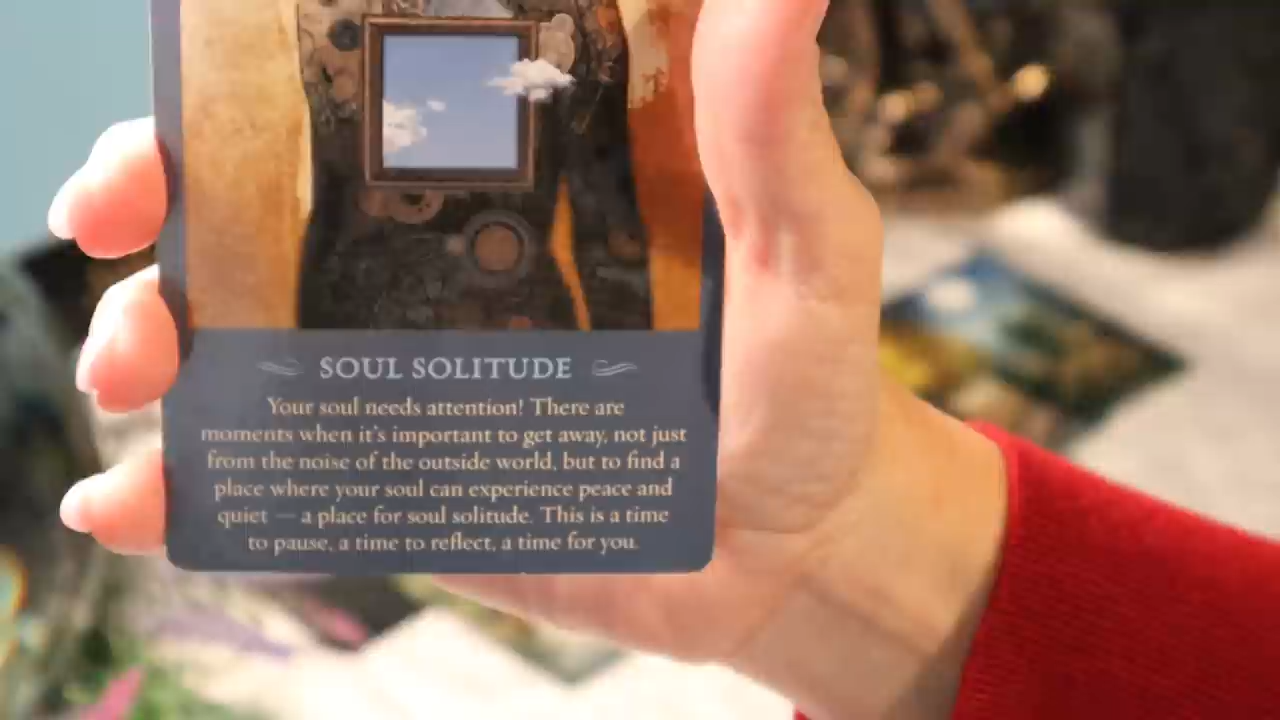 SOUL SOLITUDE
Your soul needs attention! There are
moments when it's important to get away, not just
from the noise of the outside world, but to find a
place where your soul can experience peace and
quiet — a place for soul solitude. This is a time
to pause, a time to reflect, a time for you.